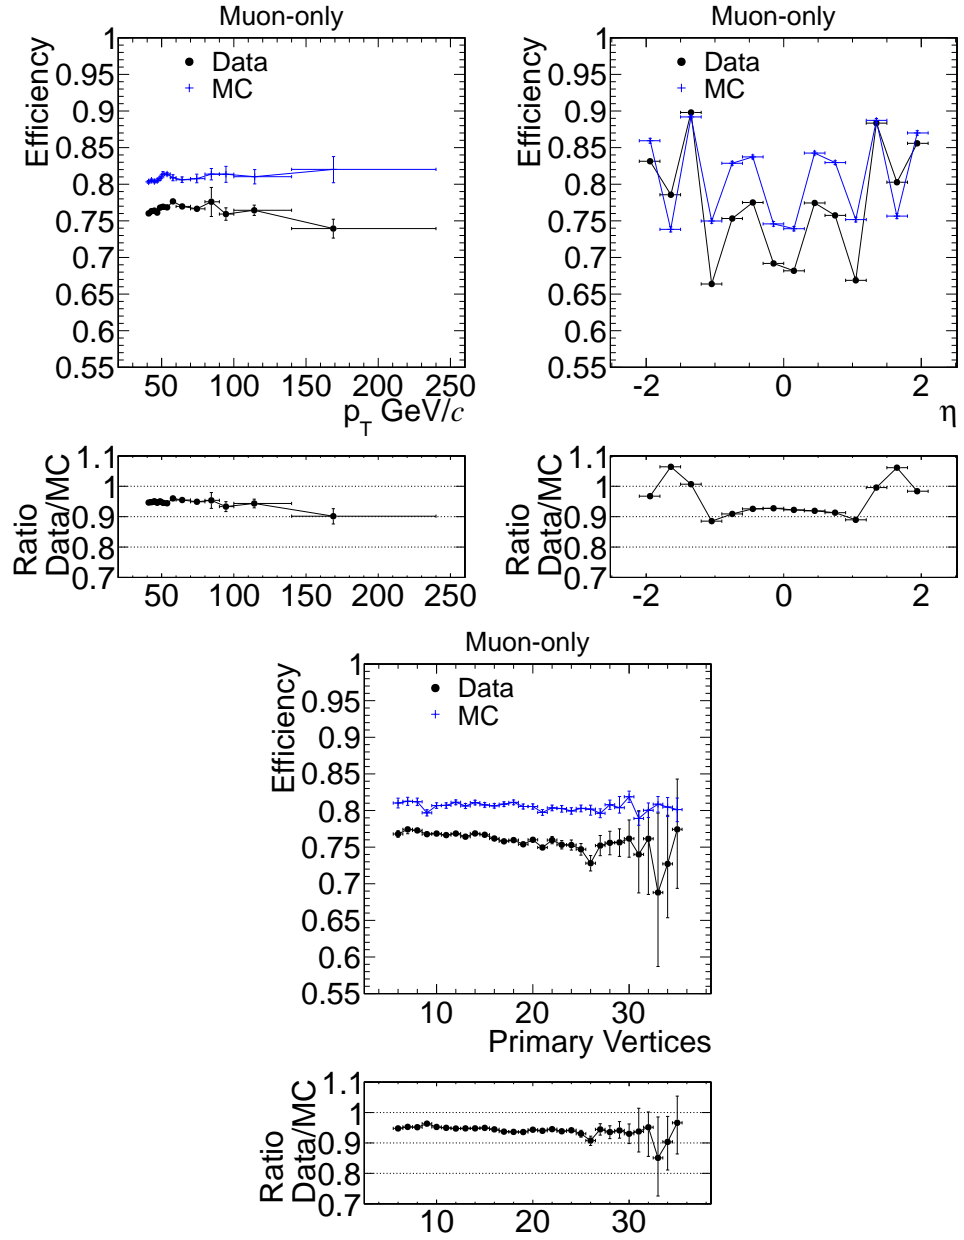 Muon-only
Efficiency
1
0.95
0.9
0.85
0.8
0.75
0.7
0.65
0.6
0.55
Data
MC
50 100 150 200 250
p_T GeV/c
Ratio
Data/MC
1.1
1
0.9
0.8
0.7
50 100 150 200 250
Muon-only
Efficiency
1
0.95
0.9
0.85
0.8
0.75
0.7
0.65
0.6
0.55
Data
MC
-2 0 2
η
Ratio
Data/MC
1.1
1
0.9
0.8
0.7
-2 0 2
Muon-only
Efficiency
1
0.95
0.9
0.85
0.8
0.75
0.7
0.65
0.6
0.55
Data
MC
10 20 30
Primary Vertices
Ratio
Data/MC
1.1
1
0.9
0.8
0.7
10 20 30